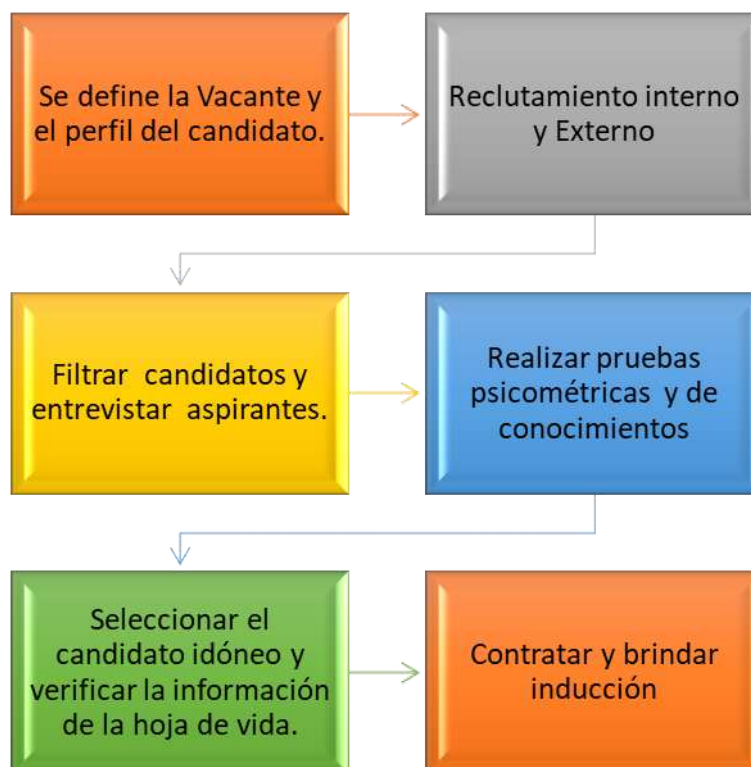 Se define la Vacante y
el perfil del candidato.
Reclutamiento interno
y Externo
Filtrar candidatos y
entrevistar aspirantes.
Realizar pruebas
psicométricas y de
conocimientos
Seleccionar el
candidato idóneo y
verificar la información
de la hoja de vida.
Contratar y brindar
inducción